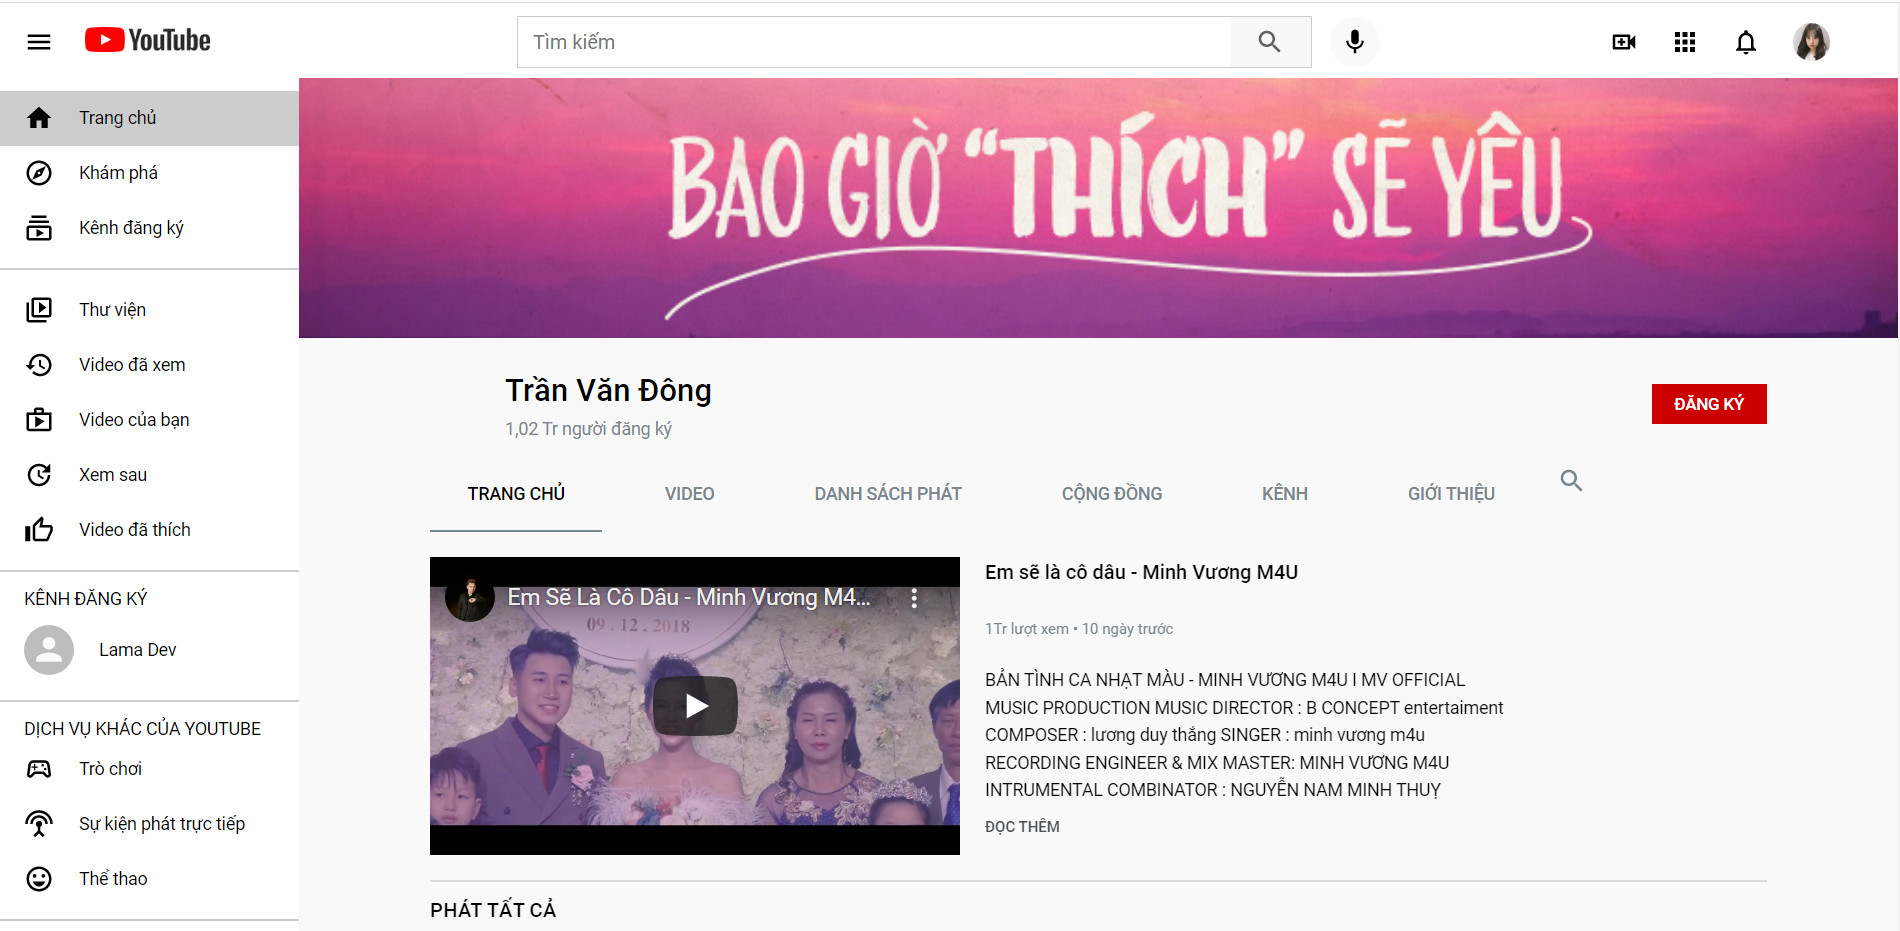 YouTube
Tìm kiếm
Trang chủ
Khám phá
Kênh đăng ký
Thư viện
Video đã xem
Video của bạn
Xem sau
Video đã thích
KÊNH ĐĂNG KÝ
Lama Dev
DỊCH VỤ KHÁC CỦA YOUTUBE
Trò chơi
Sự kiện phát trực tiếp
Thể thao
BAO GIỜ “THÍCH” SẼ YÊU
Trần Văn Đông
1,02 Tr người đăng ký
ĐĂNG KÝ
TRANG CHỦ VIDEO DANH SÁCH PHÁT CỘNG ĐỒNG KÊNH GIỚI THIỆU
Em Sẽ Là Cô Dâu - Minh Vương M4...
09.12.2018
Em sẽ là cô dâu - Minh Vương M4U
1Tr lượt xem • 10 ngày trước
BẢN TÌNH CA NHẠT MÀU - MINH VƯƠNG M4U I MV OFFICIAL
MUSIC PRODUCTION MUSIC DIRECTOR : B CONCEPT entertaiment
COMPOSER : lương duy thắng SINGER : minh vương m4u
RECORDING ENGINEER & MIX MASTER: MINH VƯƠNG M4U
INTRUMENTAL COMBINATOR : NGUYỄN NAM MINH THUỴ
ĐỌC THÊM
PHÁT TẤT CẢ